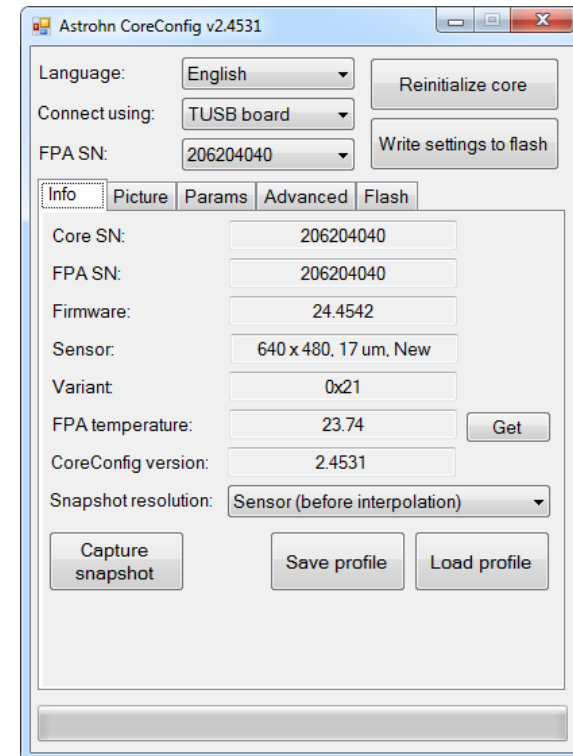 Astrohn CoreConfig v2.4531
Language: English
Reinitialize core
Connect using: TUSB board
Write settings to flash
FPA SN: 206204040
Info Picture Params Advanced Flash
Core SN: 206204040
FPA SN: 206204040
Firmware: 24.4542
Sensor: 640 x 480, 17 um, New
Variant: 0x21
FPA temperature: 23.74 Get
CoreConfig version: 2.4531
Snapshot resolution: Sensor (before interpolation)
Capture snapshot
Save profile
Load profile